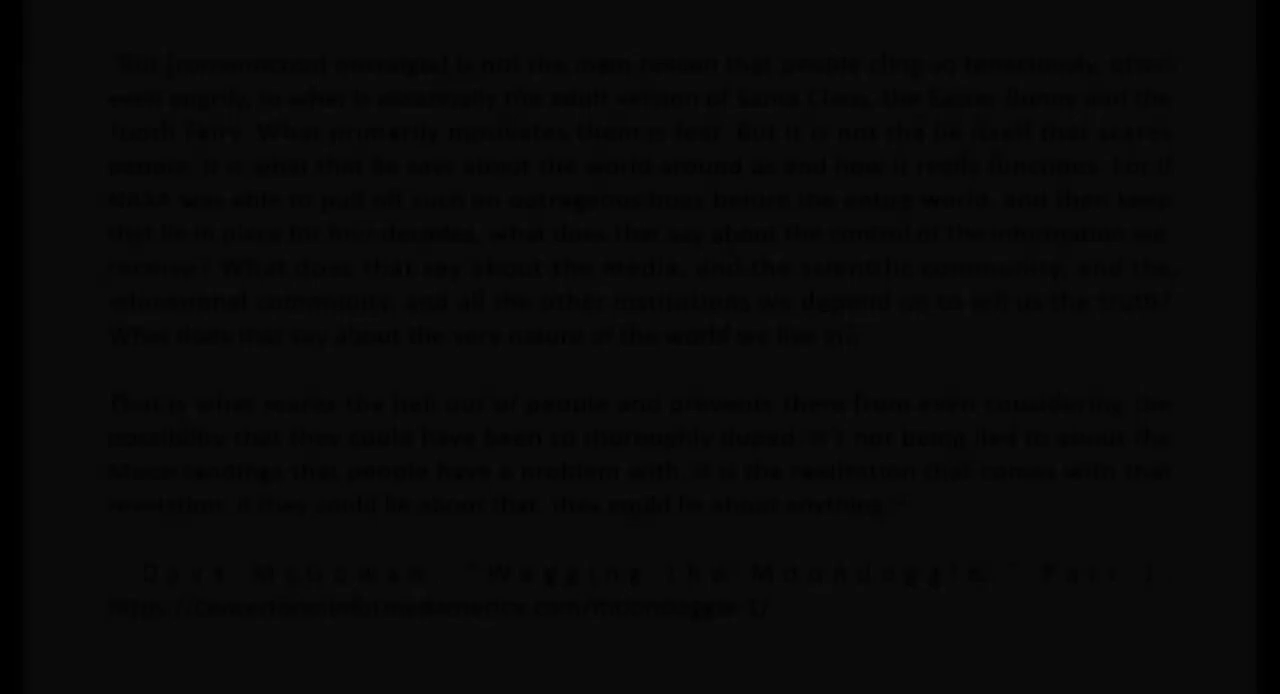 "But [conventional overages] is not the main reason that people cling so tenaciously, often
even angrily, to what is essentially the adult version of Santa Claus, the Easter Bunny and the
Tooth Fairy. What primarily motivates them is fear. But it is not the lie itself that scares
people; it is what that lie says about the world around us and how it really functions. For if
NASA was able to pull off such an outrageous hoax before the entire world, and then keep
that lie in place for four decades, what does that say about the control of the information we
receive? What does that say about the media, and the scientific community, and the
educational community, and all the other institutions we depend on to tell us the truth?
What does that say about the very nature of the world we live in?
That is what scares the hell out of people and prevents them from even considering the
possibility that they could have been so thoroughly duped. It's not being lied to about the
Moon landings that people have a problem with, it is the realization that comes with that
revelation: if they could lie about that, they could lie about anything."
Dave McGowan, "Wagging the Moondoggie," Part 1,